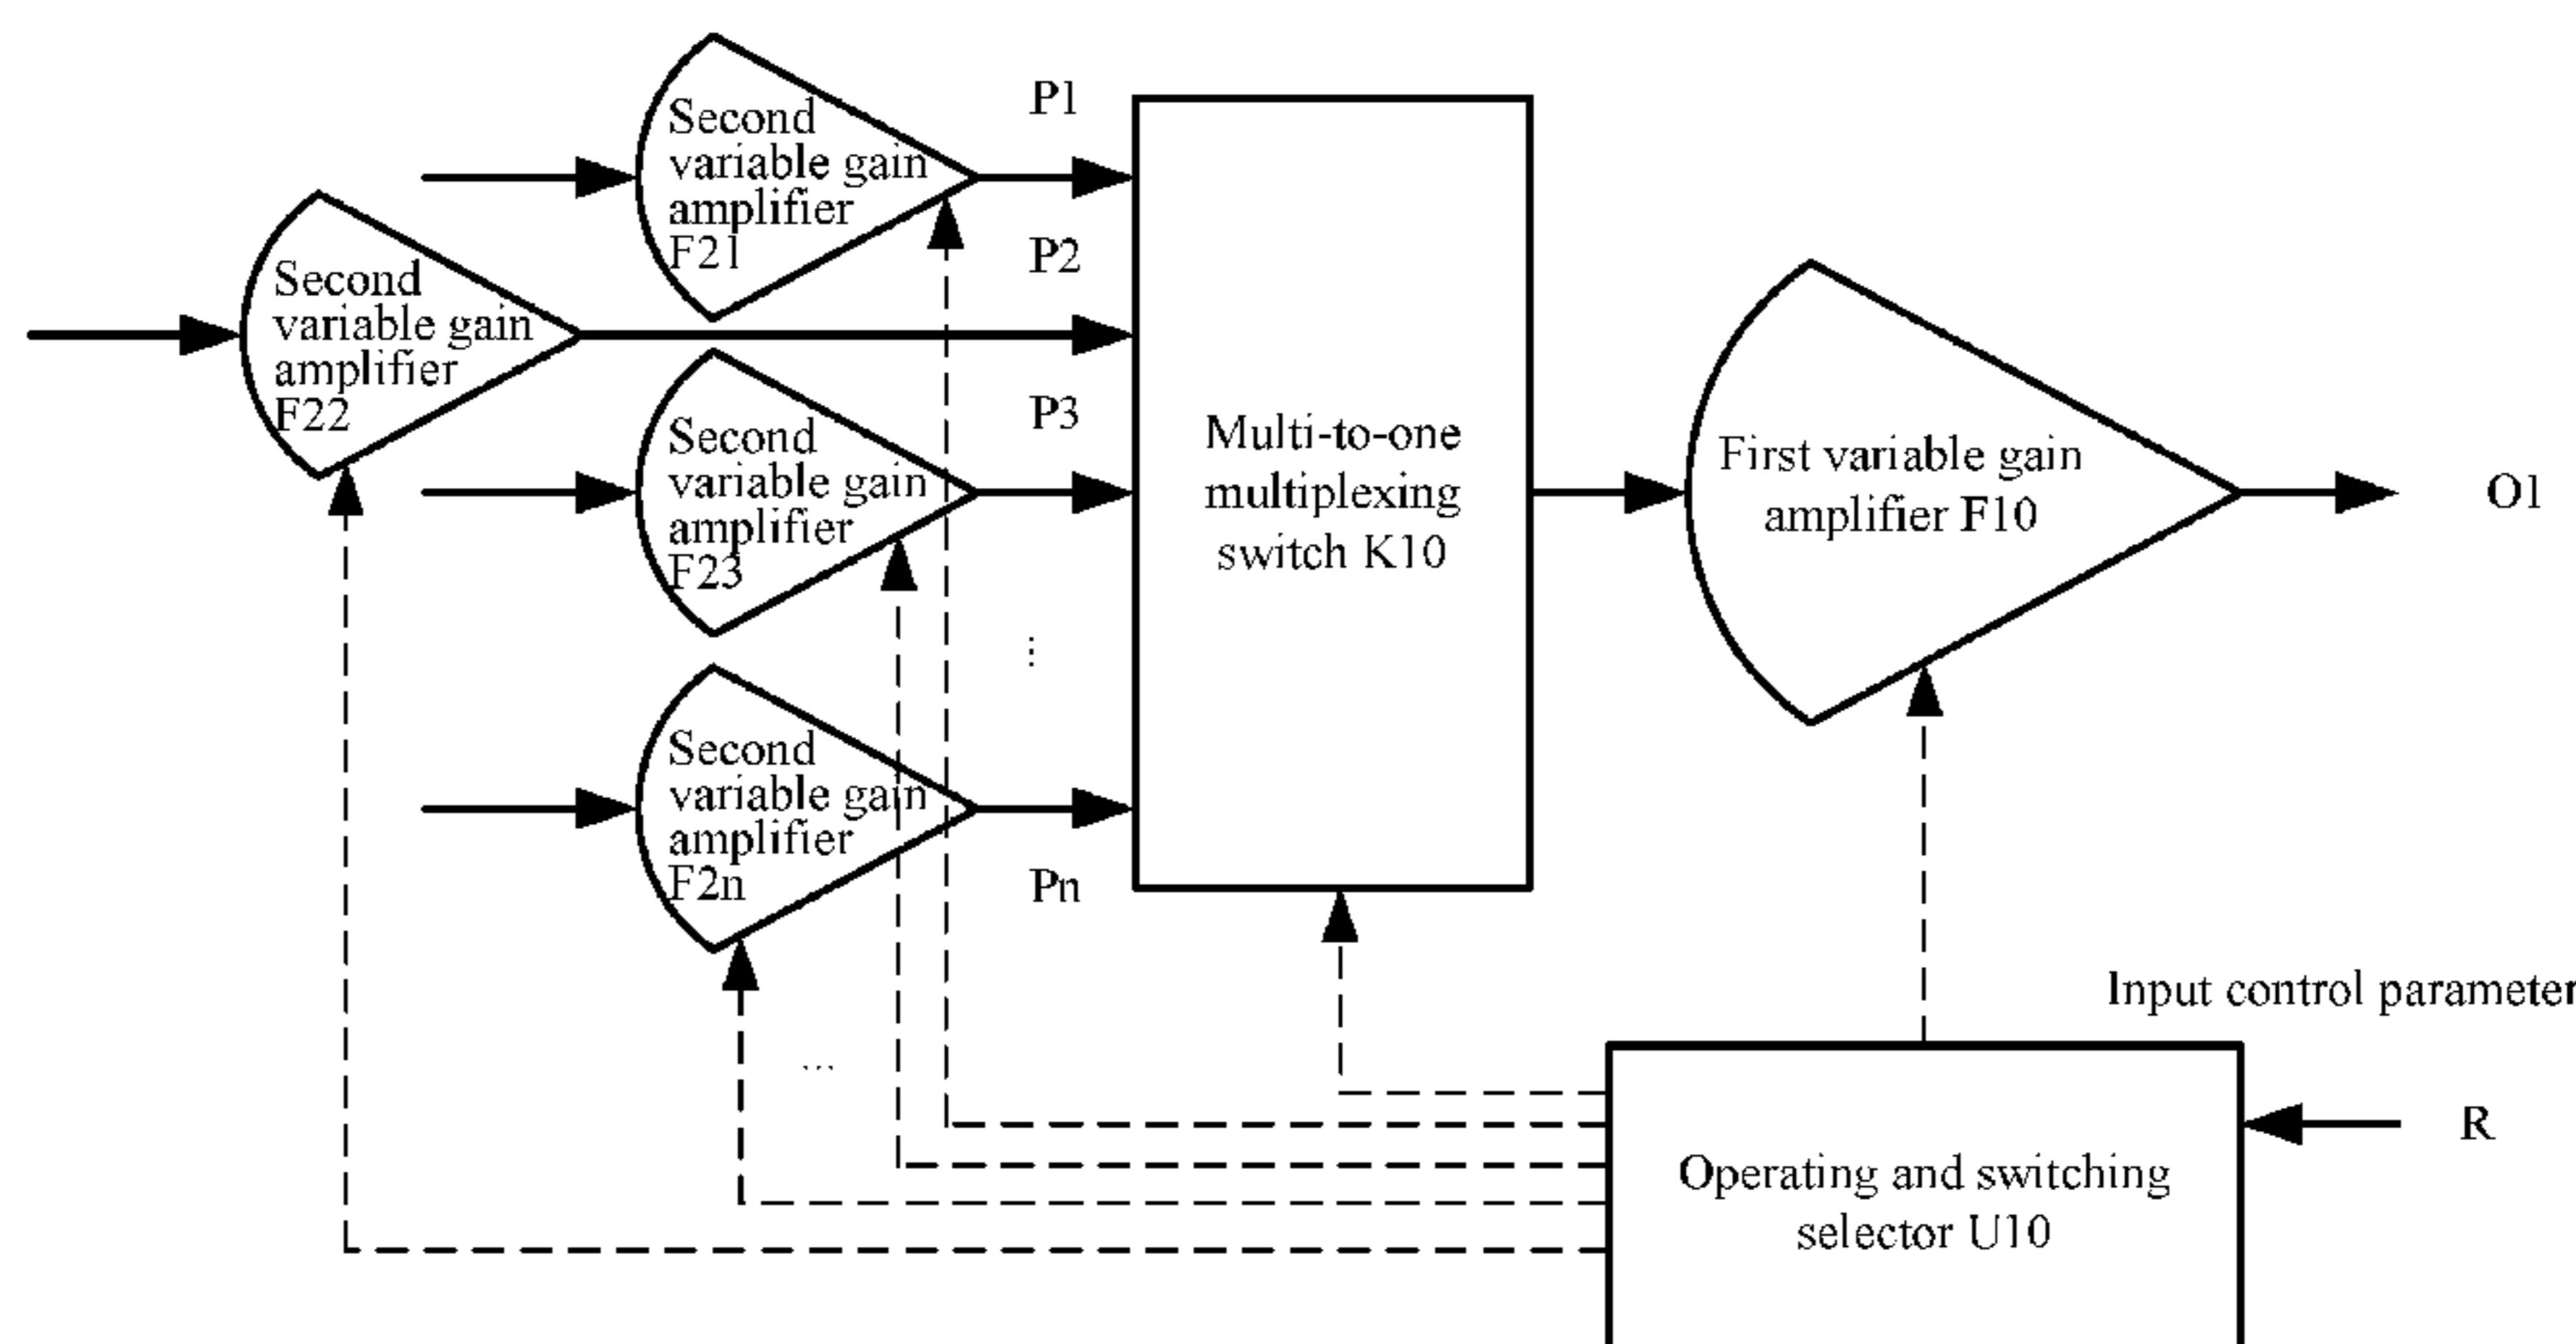 P1
Second
variable gain
amplifier
F21
P2
Second
variable gain
amplifier
F22
P3
Second
variable gain
amplifier
F23
Multi-to-one
multiplexing
switch K10
First variable gain
amplifier F10
O1
...
Second
variable gain
amplifier
F2n
Pn
Input control parameter
...
R
Operating and switching
selector U10